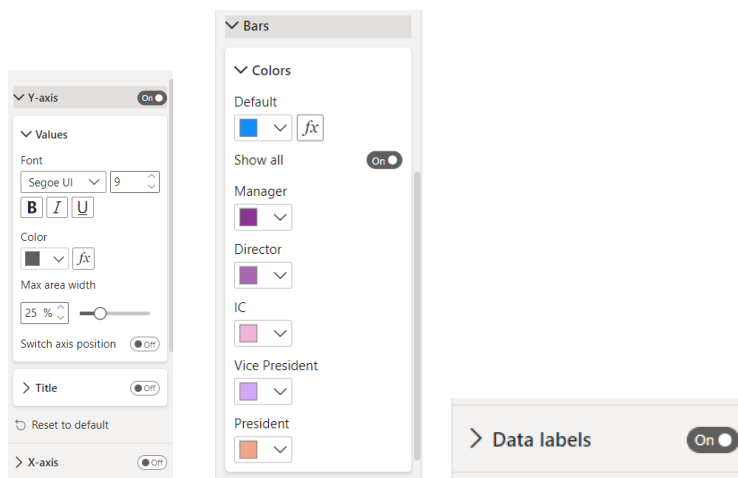 Y-axis On
Values
Font
Segoe UI 9
B I U
Color
fx
Max area width
25 %
Switch axis position Off
Title Off
Reset to default
X-axis Off
Bars
Colors
Default
fx
Show all On
Manager
Director
IC
Vice President
President
Data labels On